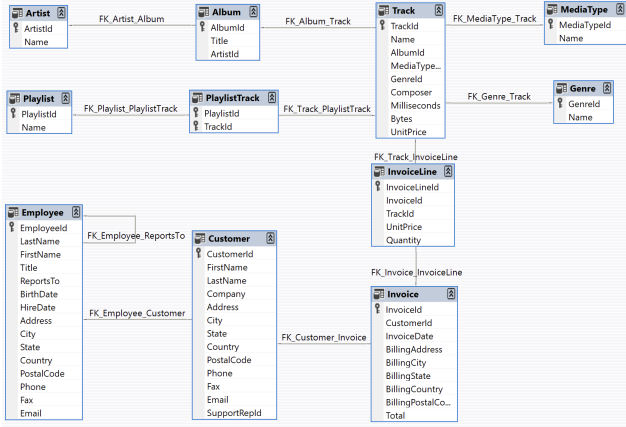 Artist
ArtistId
Name
FK_Artist_Album
Album
AlbumId
Title
ArtistId
FK_Album_Track
Track
TrackId
Name
AlbumId
MediaType...
GenreId
Composer
Milliseconds
Bytes
UnitPrice
FK_MediaType_Track
MediaType
MediaTypeId
Name
FK_Genre_Track
Genre
GenreId
Name
Playlist
PlaylistId
Name
FK_Playlist_PlaylistTrack
PlaylistTrack
PlaylistId
TrackId
FK_Track_PlaylistTrack
FK_Track_InvoiceLine
InvoiceLine
InvoiceLineId
InvoiceId
TrackId
UnitPrice
Quantity
FK_Invoice_InvoiceLine
Employee
EmployeeId
LastName
FirstName
Title
ReportsTo
BirthDate
HireDate
Address
City
State
Country
PostalCode
Phone
Fax
Email
FK_Employee_ReportsTo
FK_Employee_Customer
Customer
CustomerId
FirstName
LastName
Company
Address
City
State
Country
PostalCode
Phone
Fax
Email
SupportRepId
FK_Customer_Invoice
Invoice
InvoiceId
CustomerId
InvoiceDate
BillingAddress
BillingCity
BillingState
BillingCountry
BillingPostalCo...
Total